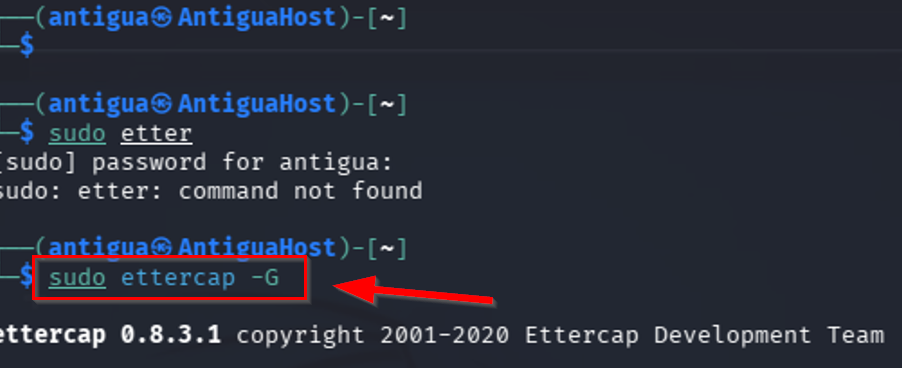 ──(antigua㉿AntiguaHost)-[~]
─$
──(antigua㉿AntiguaHost)-[~]
─$ sudo etter
[sudo] password for antigua:
sudo: etter: command not found
──(antigua㉿AntiguaHost)-[~]
─$ sudo ettercap -G
ettercap 0.8.3.1 copyright 2001-2020 Ettercap Development Team